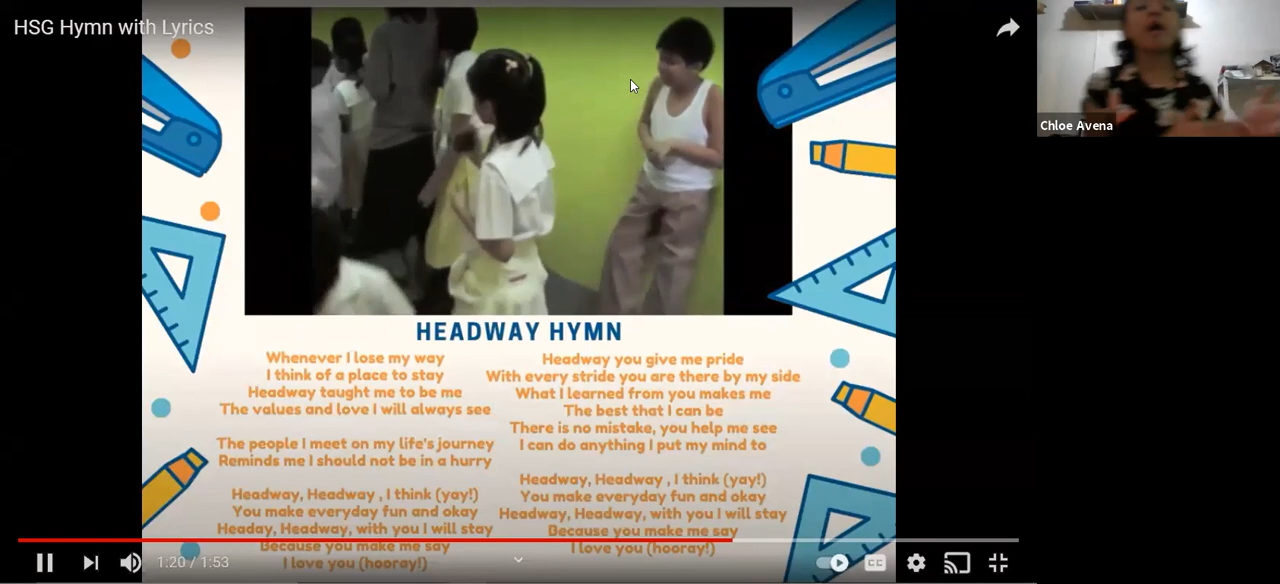 HSG Hymn with Lyrics
Chloe Avena
HEADWAY HYMN
Whenever I lose my way
I think of a place to stay
Headway taught me to be me
The values and love I will always see
The people I meet on my life's journey
Reminds me I should not be in a hurry
Headway, Headway , I think (yay!)
You make everyday fun and okay
Headay, Headway, with you I will stay
Because you make me say
I love you (hooray!)
Headway you give me pride
With every stride you are there by my side
What I learned from you makes me
The best that I can be
There is no mistake, you help me see
I can do anything I put my mind to
Headway, Headway , I think (yay!)
You make everyday fun and okay
Headway, Headway, with you I will stay
Because you make me say
I love you (hooray!)
1:20 / 1:53
CC